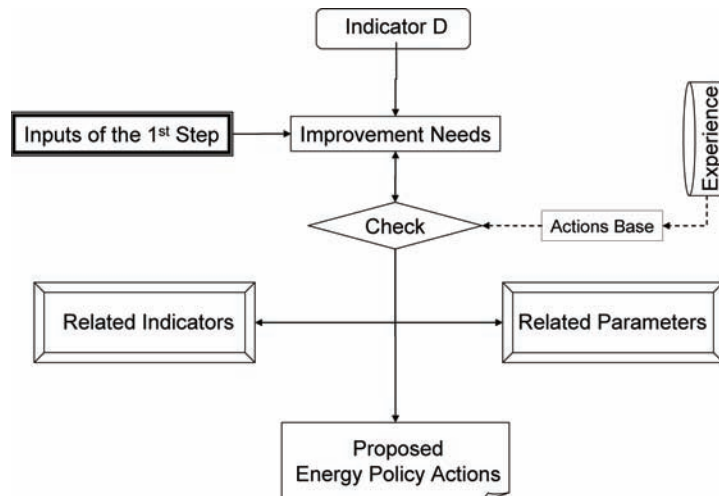 Indicator D
Inputs of the 1st Step
Improvement Needs
Experience
Check
Actions Base
Related Indicators
Related Parameters
Proposed
Energy Policy Actions